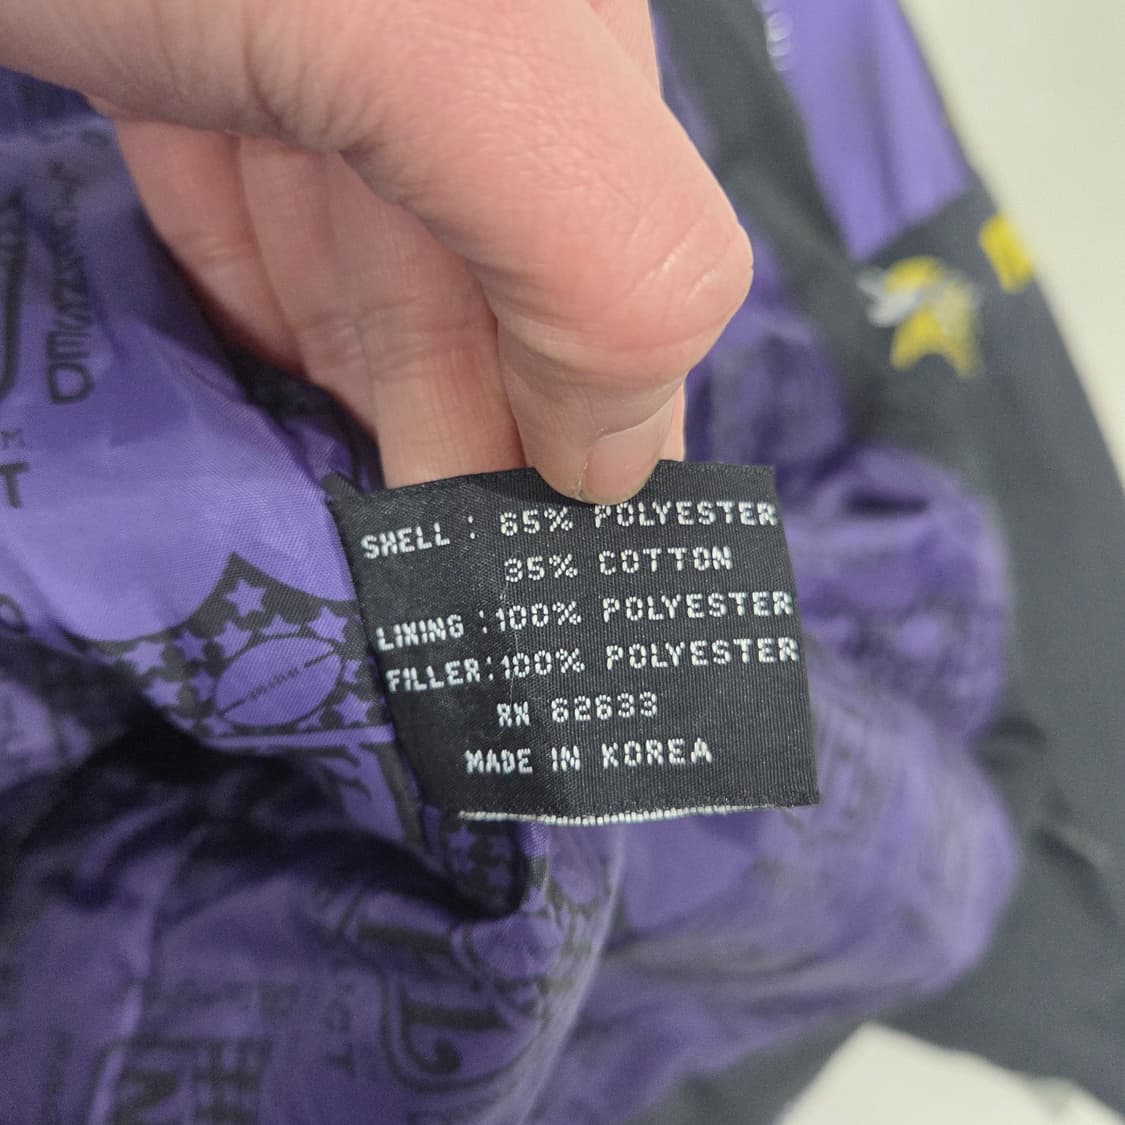 SHELL : 65% POLYESTER
35% COTTON
LINING :100% POLYESTER
FILLER:100% POLYESTER
RN 62633
MADE IN KOREA